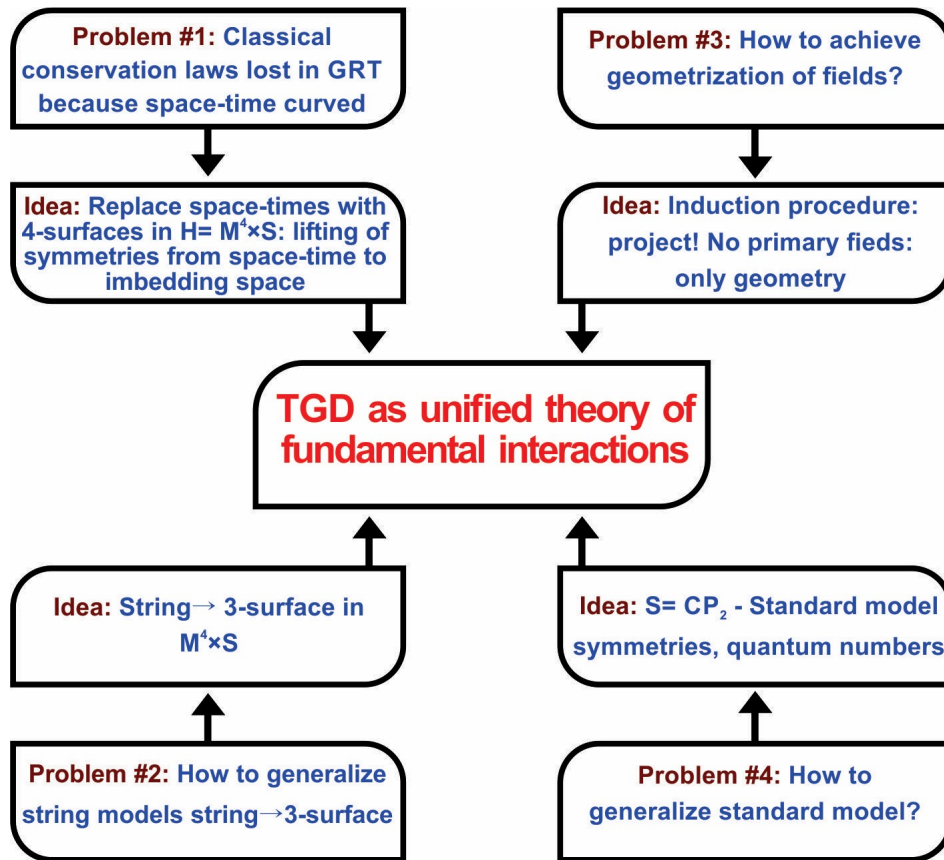 Problem #1: Classical
conservation laws lost in GRT
because space-time curved
Problem #3: How to achieve
geometrization of fields?
Idea: Replace space-times with
4-surfaces in H= M⁴×S: lifting of
symmetries from space-time to
imbedding space
Idea: Induction procedure:
project! No primary fieds:
only geometry
TGD as unified theory of
fundamental interactions
Idea: String→ 3-surface in
M⁴×S
Idea: S= CP₂ - Standard model
symmetries, quantum numbers
Problem #2: How to generalize
string models string→3-surface
Problem #4: How to
generalize standard model?